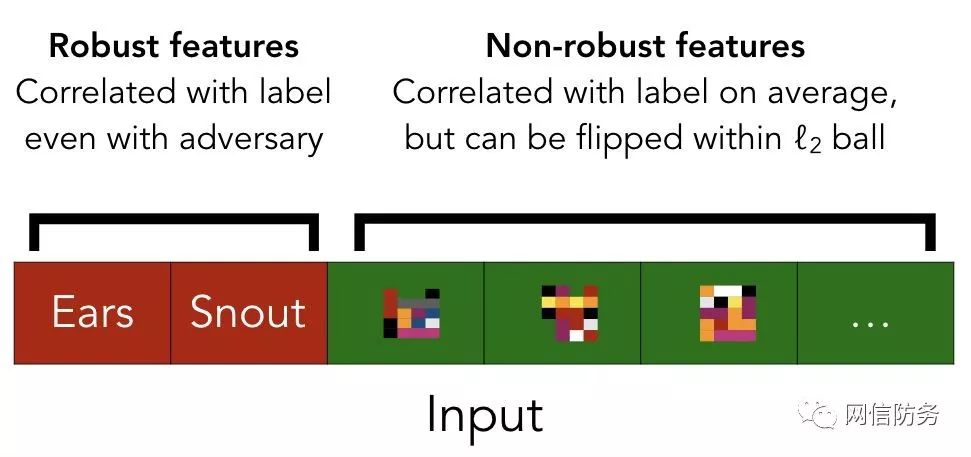 Robust features
Correlated with label
even with adversary
Non-robust features
Correlated with label on average,
but can be flipped within ℓ₂ ball
Ears
Snout
...
Input
网信防务